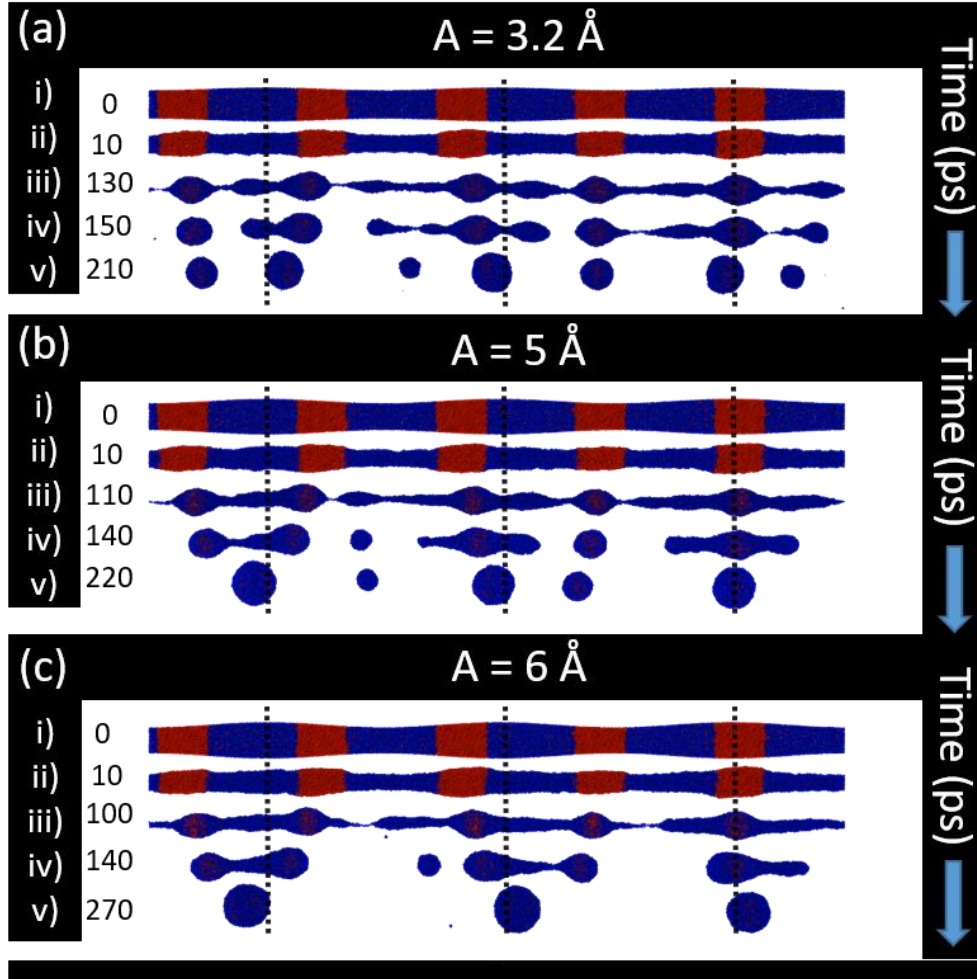 (a)
A = 3.2 Å
Time (ps)
i) 0
ii) 10
iii) 130
iv) 150
v) 210
(b)
A = 5 Å
Time (ps)
i) 0
ii) 10
iii) 110
iv) 140
v) 220
(c)
A = 6 Å
Time (ps)
i) 0
ii) 10
iii) 100
iv) 140
v) 270